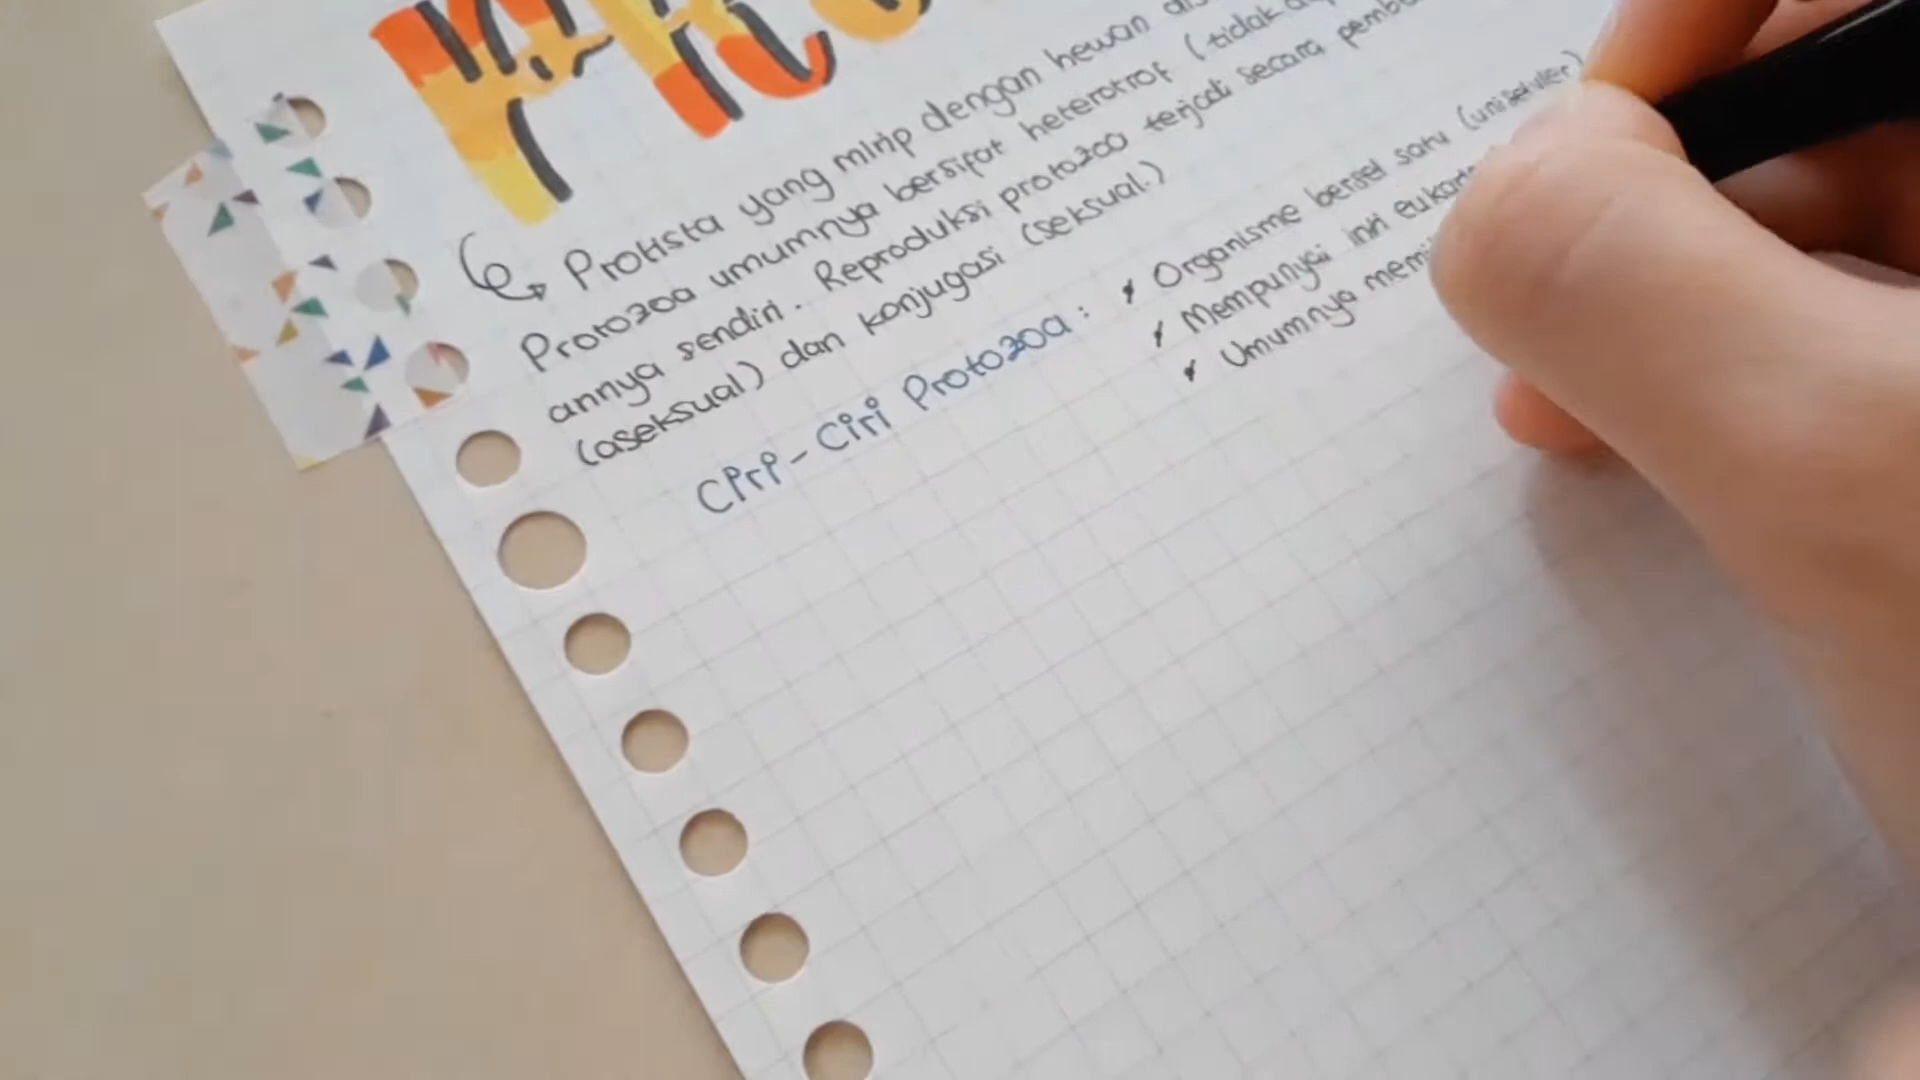 Protista yang mirip dengan hewan
Protozoa umumnya bersifat heterotrof (tidak
annya sendiri. Reproduksi protozoa terjadi secara
(aseksual) dan konjugasi (seksual.)
Ciri-Ciri Protozoa: Organisme bersel satu (uniseluler)
Mempunyai inti
Umumnya